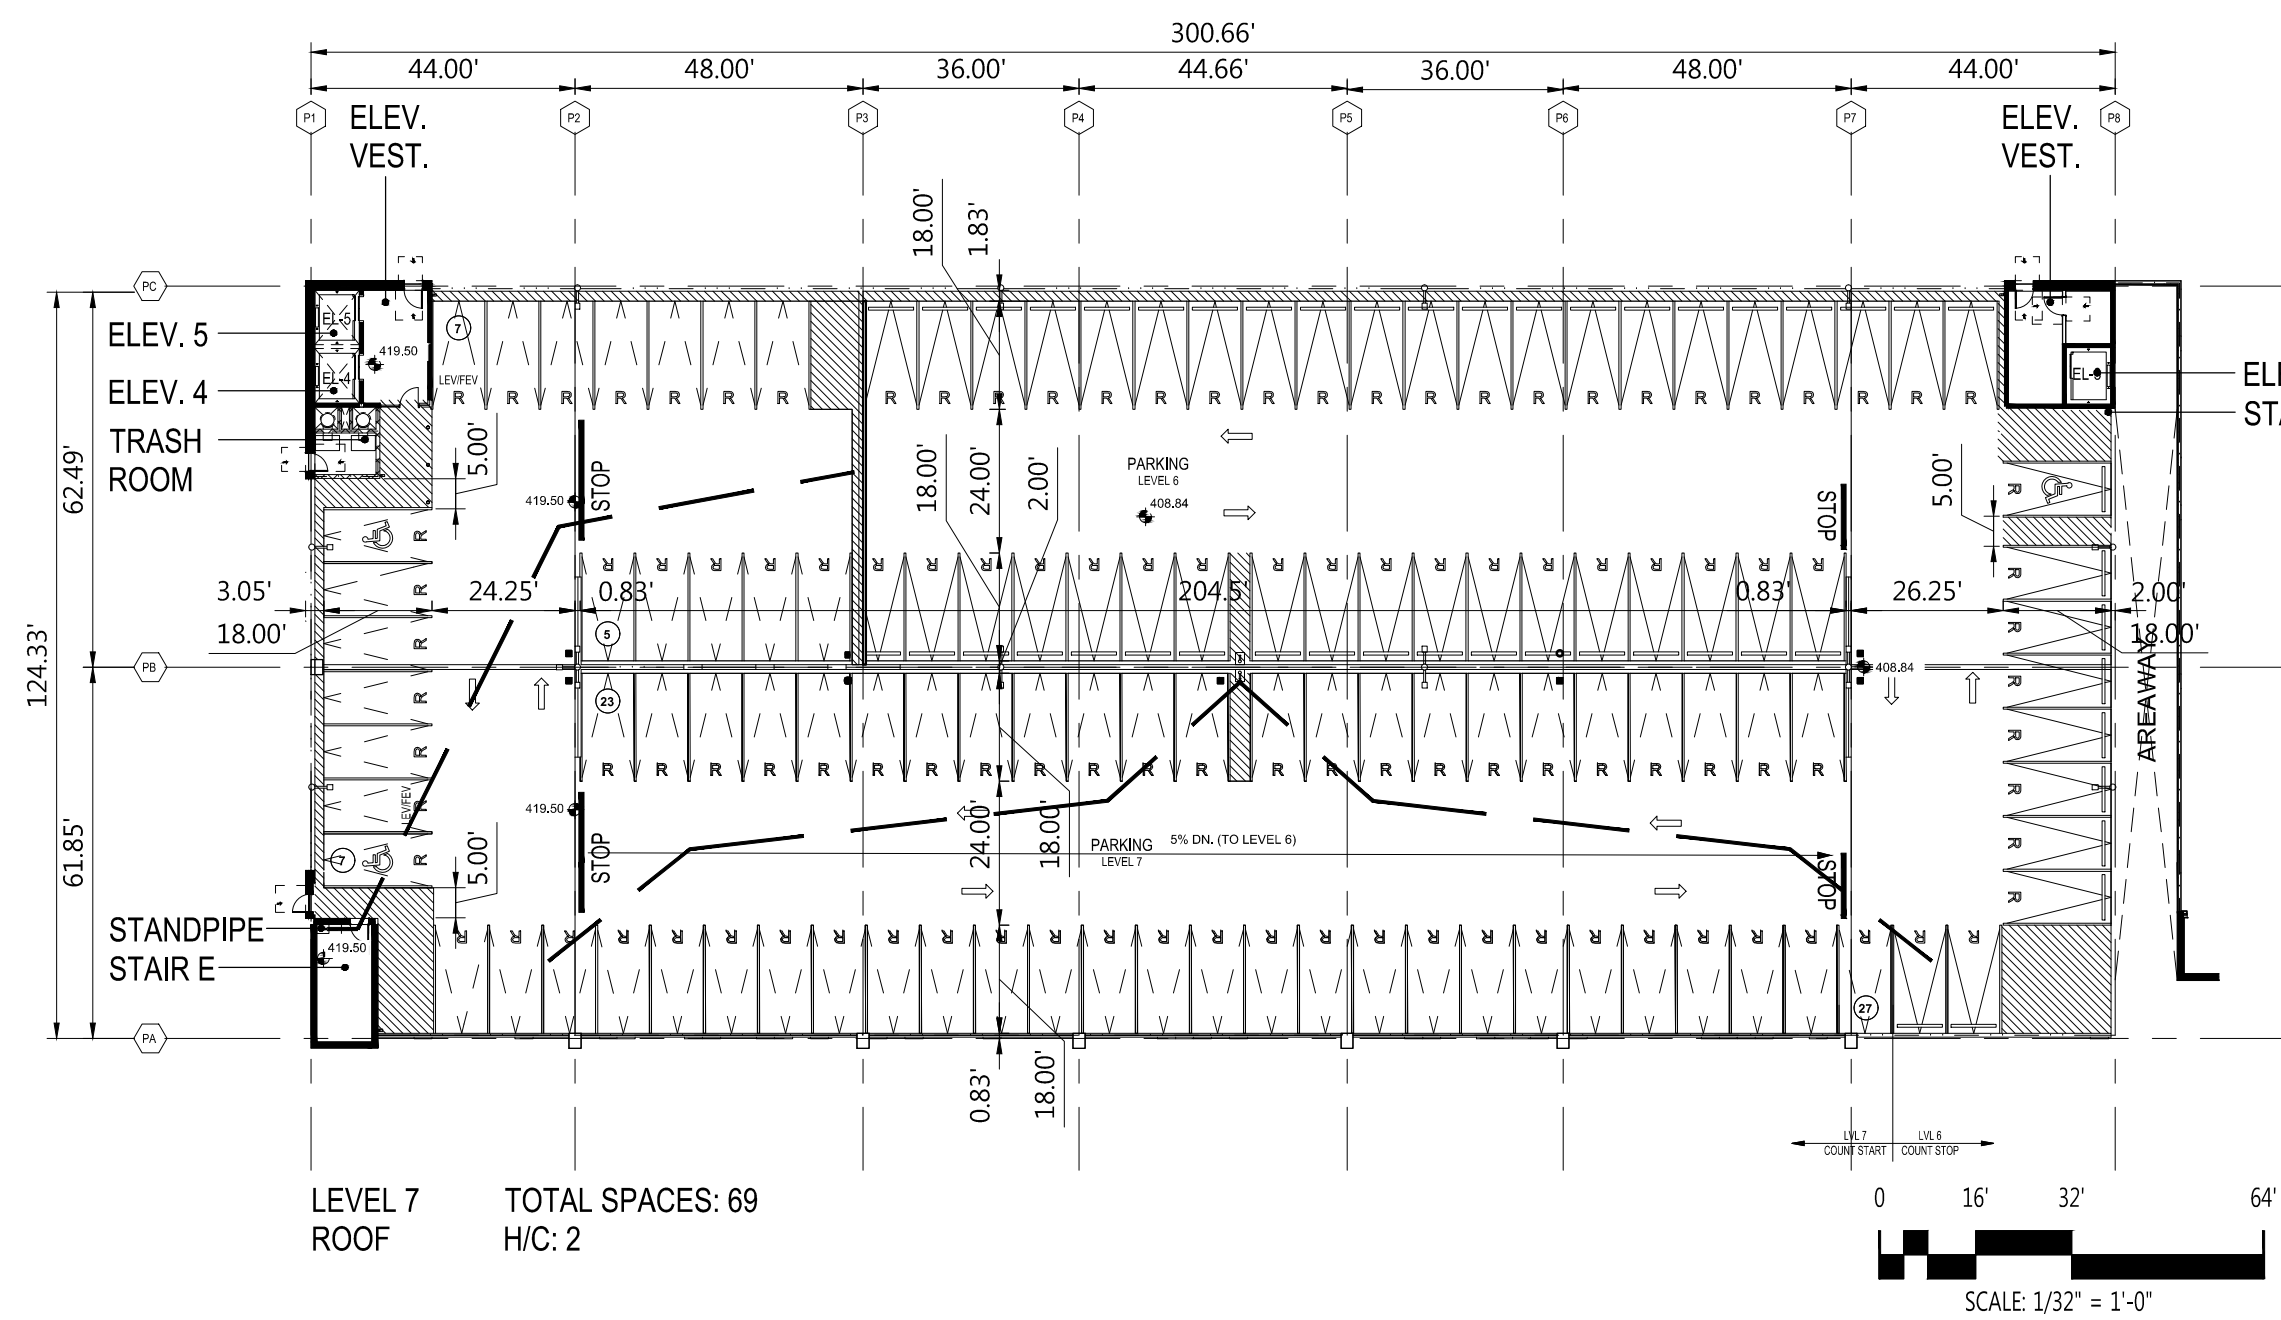 300.66'
44.00' 48.00' 36.00' 44.66' 36.00' 48.00' 44.00'
P1 P2 P3 P4 P5 P6 P7 P8
ELEV.
VEST.
ELEV.
VEST.
18.00' 1.83'
PC
ELEV. 5
EL-5
419.50
7
ELEV. 4
EL-4
LEV/FEV
R R R R R R R R R R R R R R R R R R R R R R R R R R R R
TRASH
ROOM
5.00'
62.49'
STOP
419.50
18.00' 24.00' 2.00'
PARKING
LEVEL 6
408.84
STOP
5.00'
R
R
R R R R R R R R R R R R R R R R R R R R R R R
R
R
3.05' 24.25' 0.83' 204.5' 0.83' 26.25' 2.00'
18.00' 18.00'
5
124.33'
PB
408.84
23
AREAWAY
R R R R R R R R R R R R R R R R R R R R R R R
LEV/FEV
419.50
STOP
61.85'
5.00'
7
24.00' 18.00'
PARKING
LEVEL 7
5% DN. (TO LEVEL 6)
STOP
STANDPIPE
STAIR E
419.50
R R R R R R R R R R R R R R R R R R R R R R R R R R R R R
27
PA
0.83' 18.00'
LVL 7
COUNT START
LVL 6
COUNT STOP
LEVEL 7
ROOF
TOTAL SPACES: 69
H/C: 2
0 16' 32' 64'
SCALE: 1/32" = 1'-0"